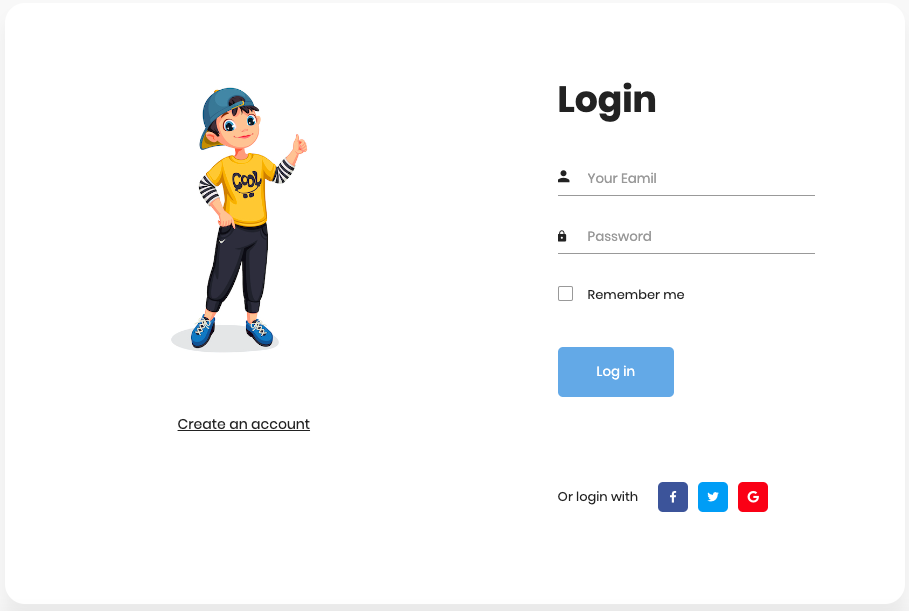 Login
COOL
Your Eamil
Password
Remember me
Log in
Create an account
Or login with